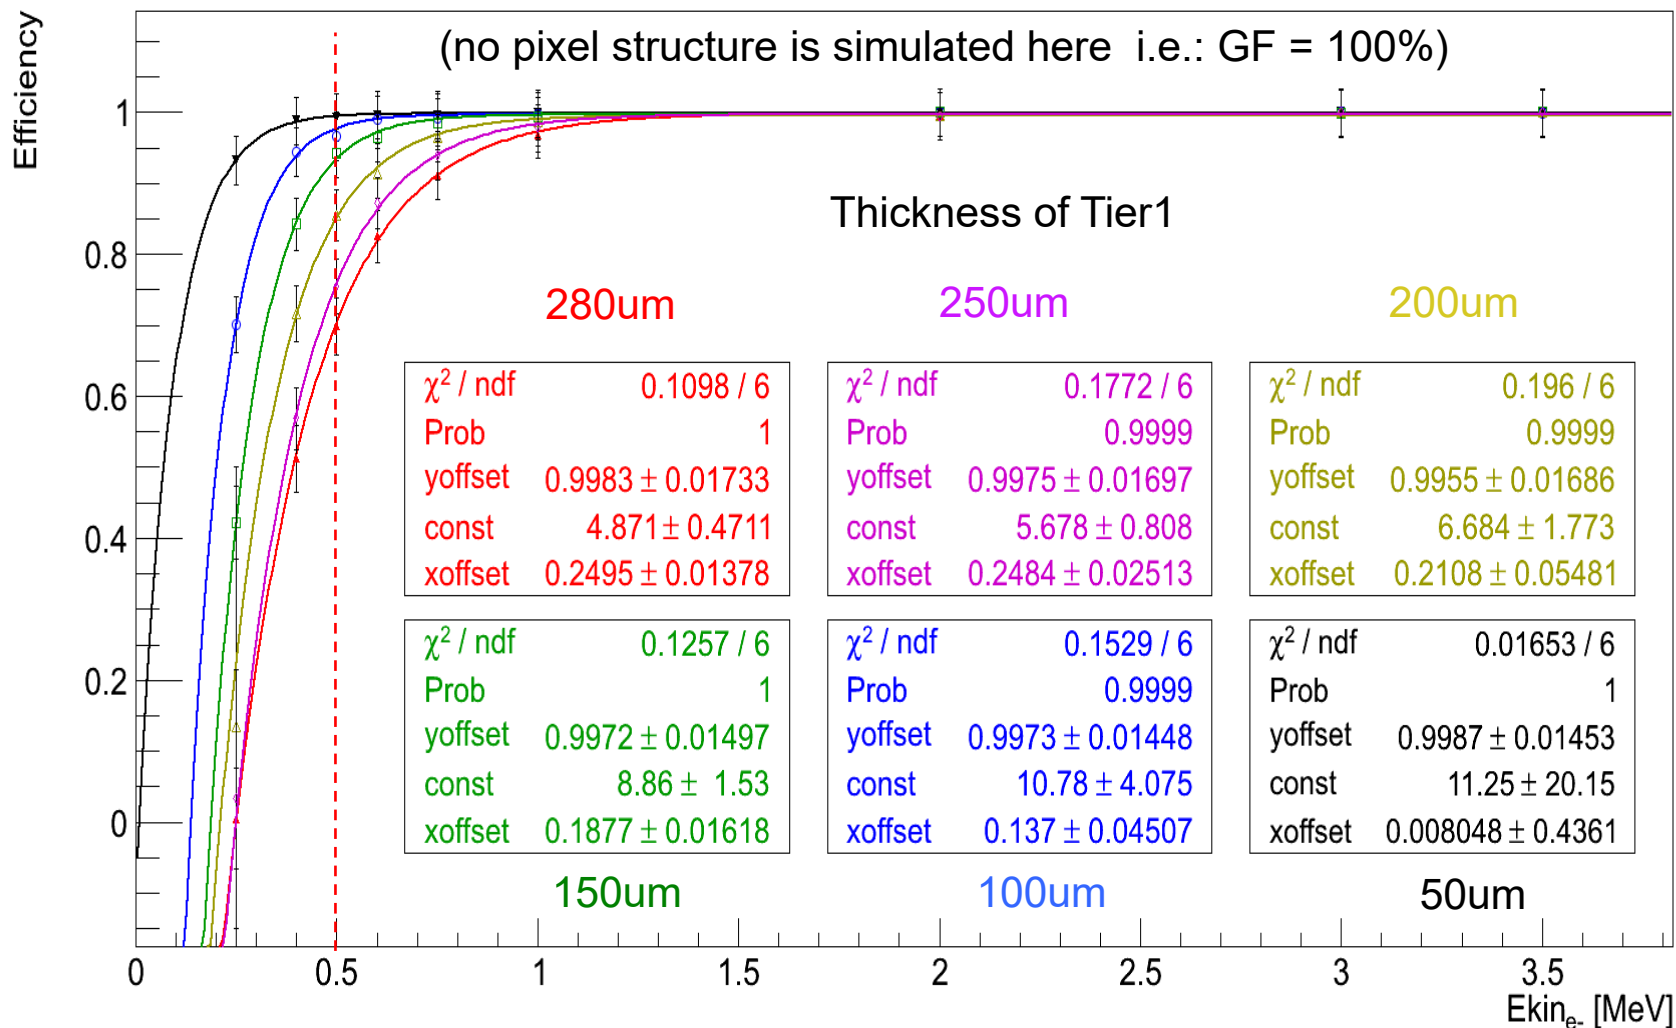 Efficiency
(no pixel structure is simulated here i.e.: GF = 100%)
Thickness of Tier1
280um
250um
200um
χ² / ndf 0.1098 / 6
Prob 1
yoffset 0.9983 ± 0.01733
const 4.871 ± 0.4711
xoffset 0.2495 ± 0.01378
χ² / ndf 0.1772 / 6
Prob 0.9999
yoffset 0.9975 ± 0.01697
const 5.678 ± 0.808
xoffset 0.2484 ± 0.02513
χ² / ndf 0.196 / 6
Prob 0.9999
yoffset 0.9955 ± 0.01686
const 6.684 ± 1.773
xoffset 0.2108 ± 0.05481
χ² / ndf 0.1257 / 6
Prob 1
yoffset 0.9972 ± 0.01497
const 8.86 ± 1.53
xoffset 0.1877 ± 0.01618
χ² / ndf 0.1529 / 6
Prob 0.9999
yoffset 0.9973 ± 0.01448
const 10.78 ± 4.075
xoffset 0.137 ± 0.04507
χ² / ndf 0.01653 / 6
Prob 1
yoffset 0.9987 ± 0.01453
const 11.25 ± 20.15
xoffset 0.008048 ± 0.4361
150um
100um
50um
1
0.8
0.6
0.4
0.2
0
0 0.5 1 1.5 2 2.5 3 3.5
Ekin_e- [MeV]